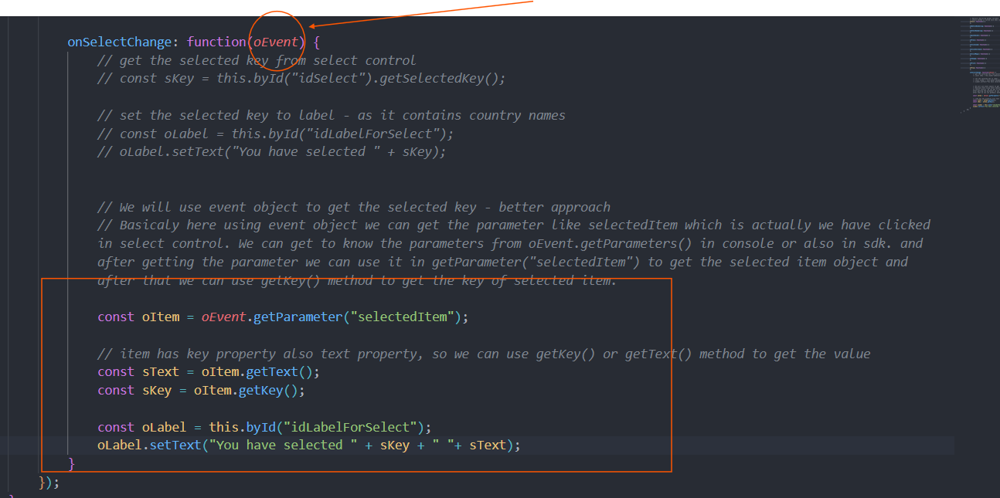 onSelectChange: function(oEvent) {
// get the selected key from select control
// const sKey = this.byId("idSelect").getSelectedKey();
// set the selected key to label - as it contains country names
// const oLabel = this.byId("idLabelForSelect");
// oLabel.setText("You have selected " + sKey);
// We will use event object to get the selected key - better approach
// Basicaly here using event object we can get the parameter like selectedItem which is actually we have clicked
in select control. We can get to know the parameters from oEvent.getParameters() in console or also in sdk. and
after getting the parameter we can use it in getParameter("selectedItem") to get the selected item object and
after that we can use getKey() method to get the key of selected item.
const oItem = oEvent.getParameter("selectedItem");
// item has key property also text property, so we can use getKey() or getText() method to get the value
const sText = oItem.getText();
const sKey = oItem.getKey();
const oLabel = this.byId("idLabelForSelect");
oLabel.setText("You have selected " + sKey + " "+ sText);
}
});